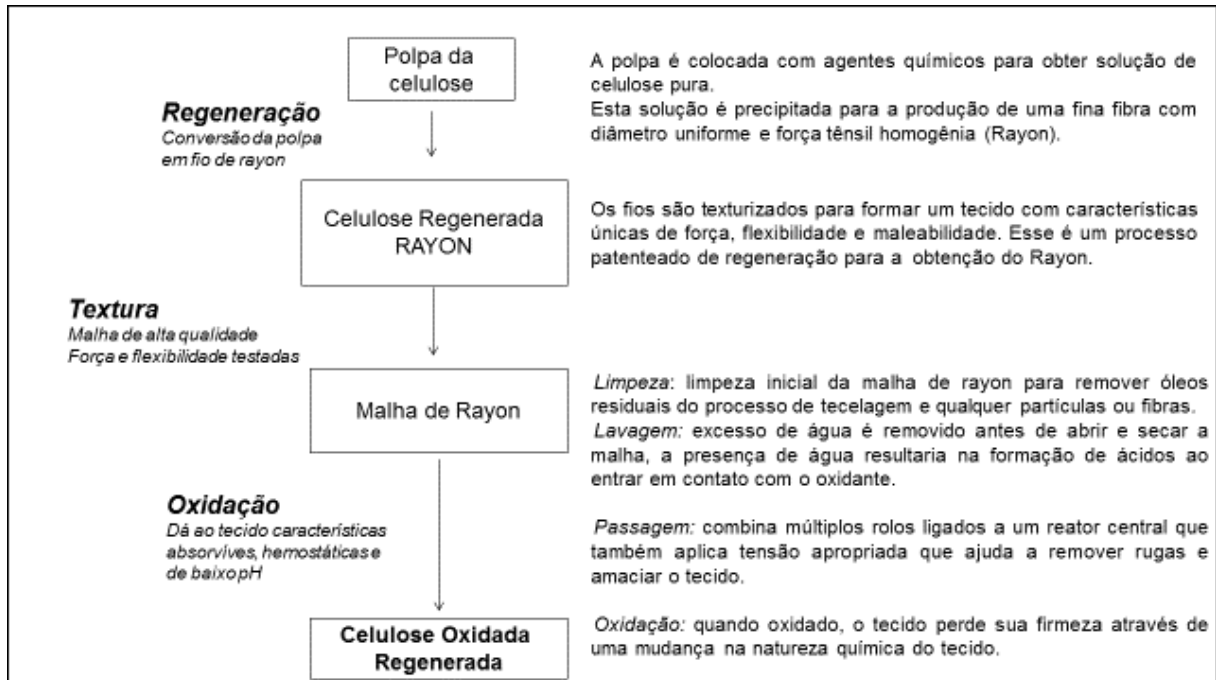 Polpa da
celulose
A polpa é colocada com agentes químicos para obter solução de
celulose pura.
Esta solução é precipitada para a produção de uma fina fibra com
diâmetro uniforme e força tênsil homogênia (Rayon).
Regeneração
Conversão da polpa
em fio de rayon
Celulose Regenerada
RAYON
Os fios são texturizados para formar um tecido com características
únicas de força, flexibilidade e maleabilidade. Esse é um processo
patenteado de regeneração para a obtenção do Rayon.
Textura
Malha de alta qualidade
Força e flexibilidade testadas
Malha de Rayon
Limpeza: limpeza inicial da malha de rayon para remover óleos
residuais do processo de tecelagem e qualquer partículas ou fibras.
Lavagem: excesso de água é removido antes de abrir e secar a
malha, a presença de água resultaria na formação de ácidos ao
entrar em contato com o oxidante.
Oxidação
Dá ao tecido características
absorvíves, hemostáticas e
de baixo pH
Passagem: combina múltiplos rolos ligados a um reator central que
também aplica tensão apropriada que ajuda a remover rugas e
amaciar o tecido.
Celulose Oxidada
Regenerada
Oxidação: quando oxidado, o tecido perde sua firmeza através de
uma mudança na natureza química do tecido.